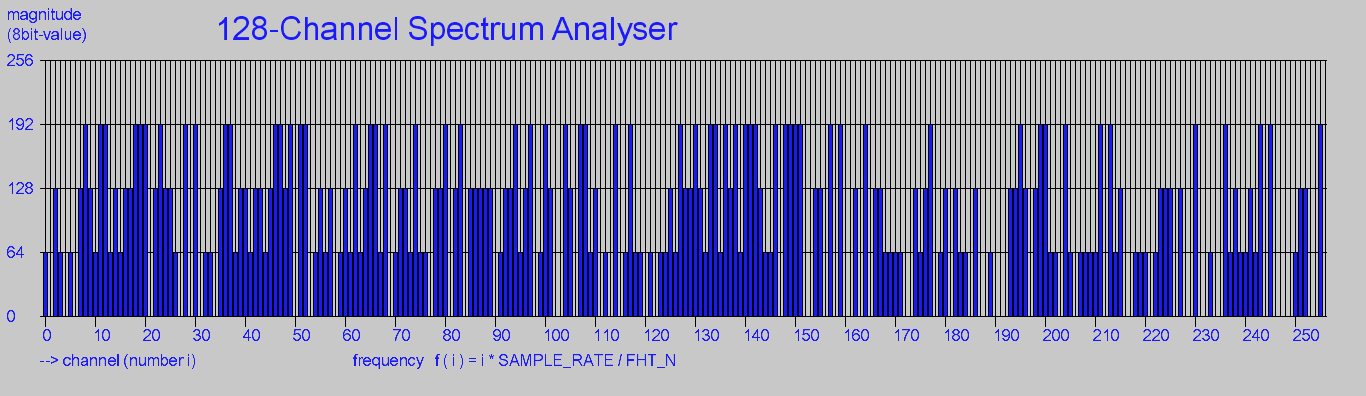 magnitude
(8bit-value)
128-Channel Spectrum Analyser
256
192
128
64
0
0 10 20 30 40 50 60 70 80 90 100 110 120 130 140 150 160 170 180 190 200 210 220 230 240 250
--> channel (number i)
frequency f ( i ) = i * SAMPLE_RATE / FHT_N